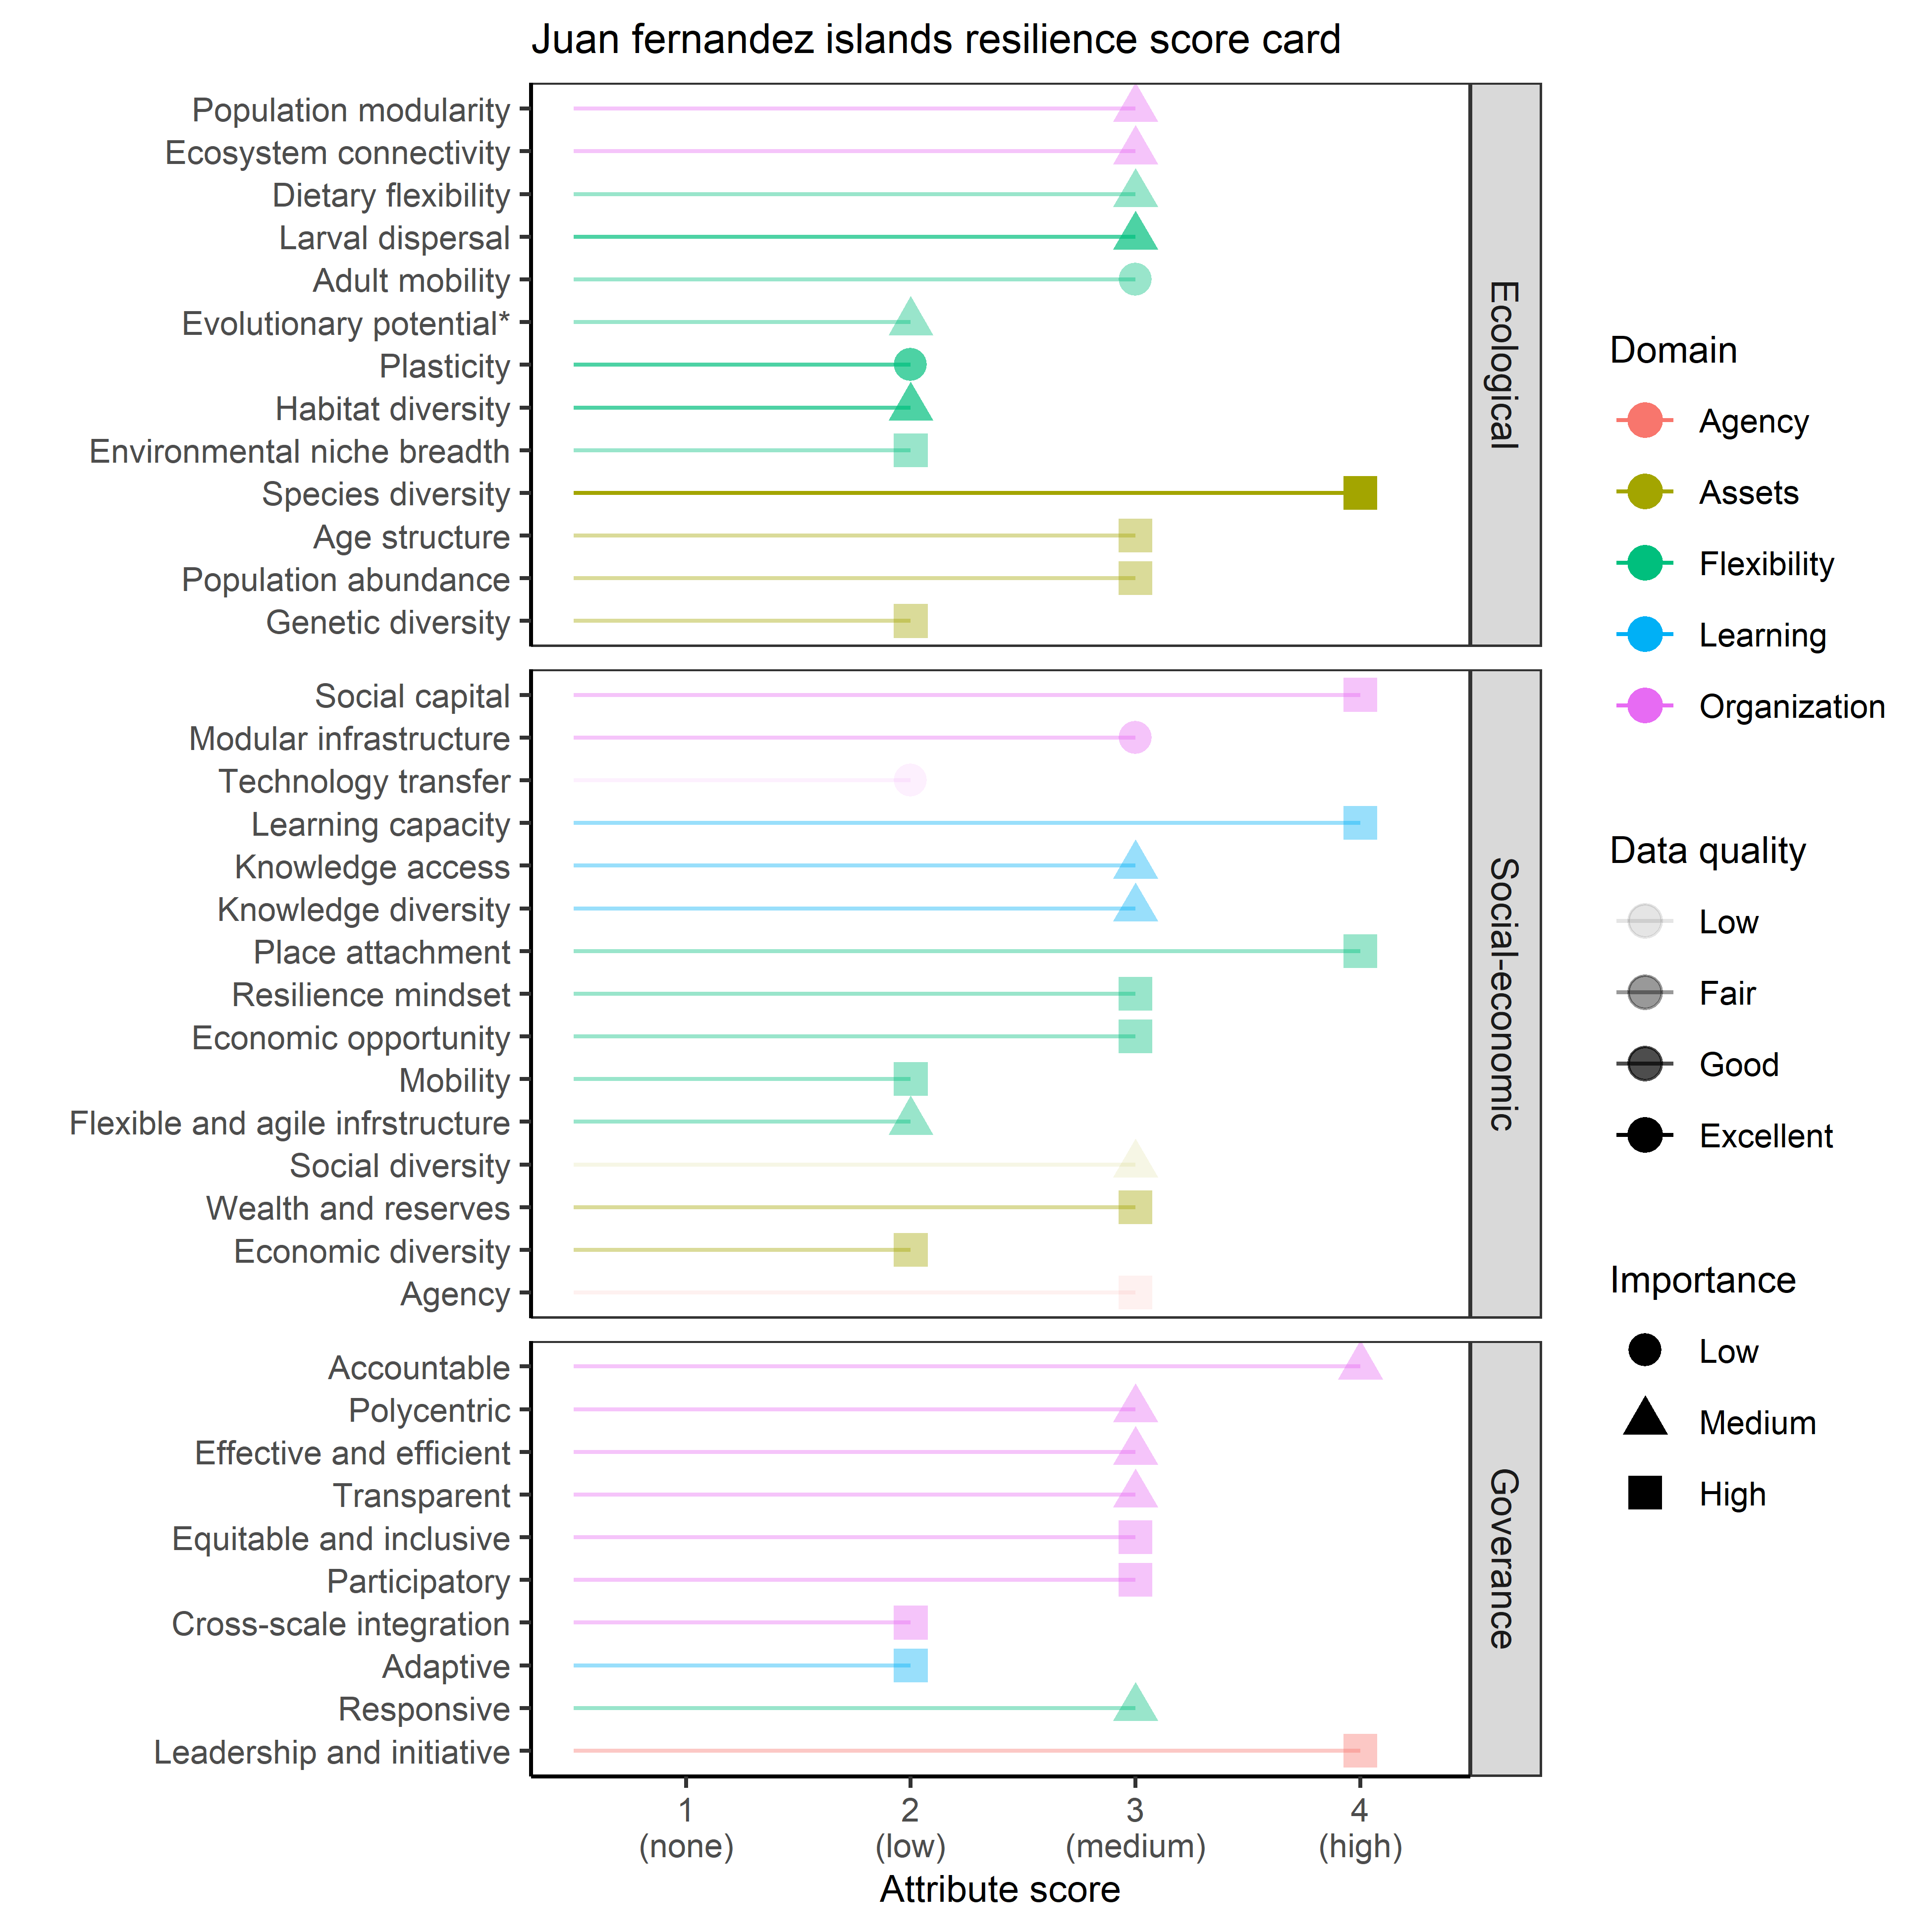 Juan fernandez islands resilience score card
Population modularity
Ecosystem connectivity
Dietary flexibility
Larval dispersal
Adult mobility
Evolutionary potential*
Plasticity
Habitat diversity
Environmental niche breadth
Species diversity
Age structure
Population abundance
Genetic diversity
Ecological
Social capital
Modular infrastructure
Technology transfer
Learning capacity
Knowledge access
Knowledge diversity
Place attachment
Resilience mindset
Economic opportunity
Mobility
Flexible and agile infrstructure
Social diversity
Wealth and reserves
Economic diversity
Agency
Social-economic
Accountable
Polycentric
Effective and efficient
Transparent
Equitable and inclusive
Participatory
Cross-scale integration
Adaptive
Responsive
Leadership and initiative
Goverance
1
(none)
2
(low)
3
(medium)
4
(high)
Attribute score
Domain
Agency
Assets
Flexibility
Learning
Organization
Data quality
Low
Fair
Good
Excellent
Importance
Low
Medium
High